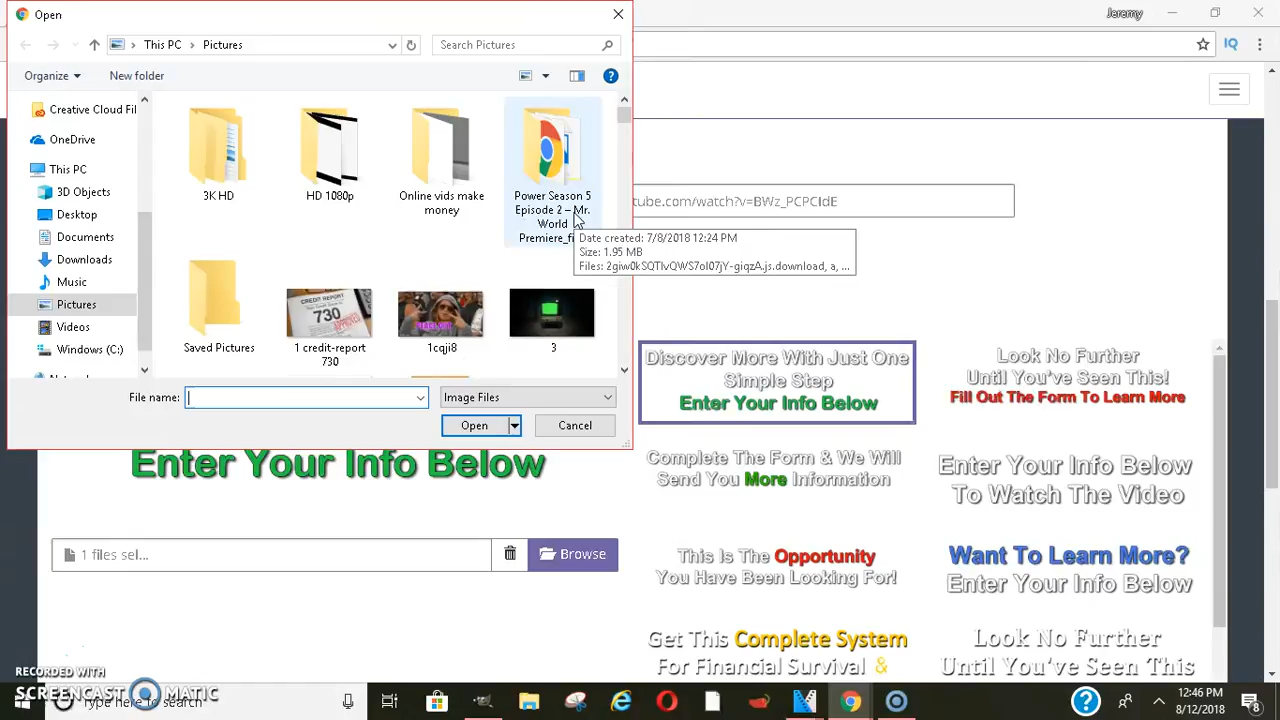 Open
Jeremy
This PC > Pictures
Search Pictures
Organize
New folder
Creative Cloud Fil
OneDrive
This PC
3D Objects
Desktop
Documents
Downloads
Music
Pictures
Videos
Windows (C:)
3K HD
HD 1080p
Online vids make
money
Power Season 5
Episode 2 – Mr.
World
Premiere_fi
Date created: 7/8/2018 12:24 PM
Size: 1.95 MB
Files: 2giw0kSQTlvQWS7ol07jY-giqzA.js.download, a, ...
Saved Pictures
CREDIT REPORT
730
APPROVED
1 credit-report
730
1cqji8
3
File name:
Image Files
Open
Cancel
tube.com/watch?v=BWz_PCPCIdE
IQ
Discover More With Just One
Simple Step
Enter Your Info Below
Look No Further
Until You've Seen This!
Fill Out The Form To Learn More
Enter Your Info Below
Complete The Form & We Will
Send You More Information
Enter Your Info Below
To Watch The Video
1 files sel...
Browse
This Is The Opportunity
You Have Been Looking For!
Want To Learn More?
Enter Your Info Below
Get This Complete System
For Financial Survival &
Look No Further
Until You've Seen This
RECORDED WITH
SCREENCAST MATIC
Type here to search
12:46 PM
8/12/2018
8